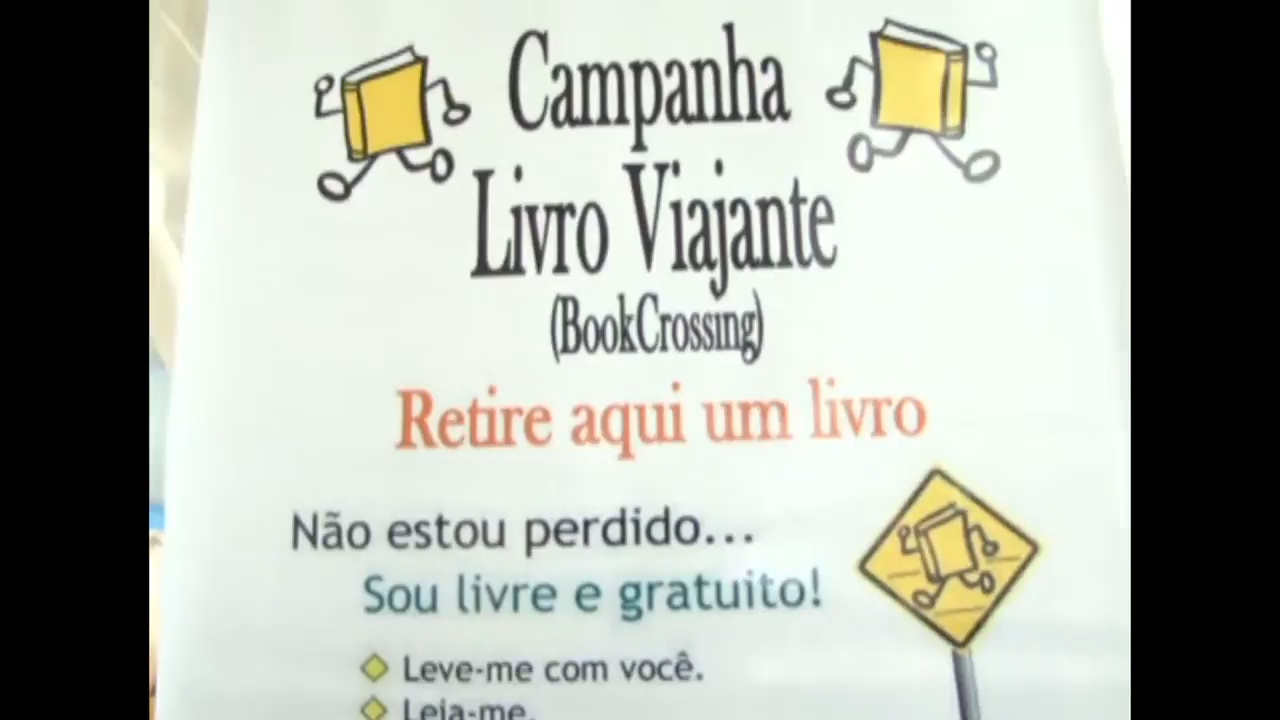 Campanha
Livro Viajante
(BookCrossing)
Retire aqui um livro
Não estou perdido...
Sou livre e gratuito!
Leve-me com você.
Leia-me.